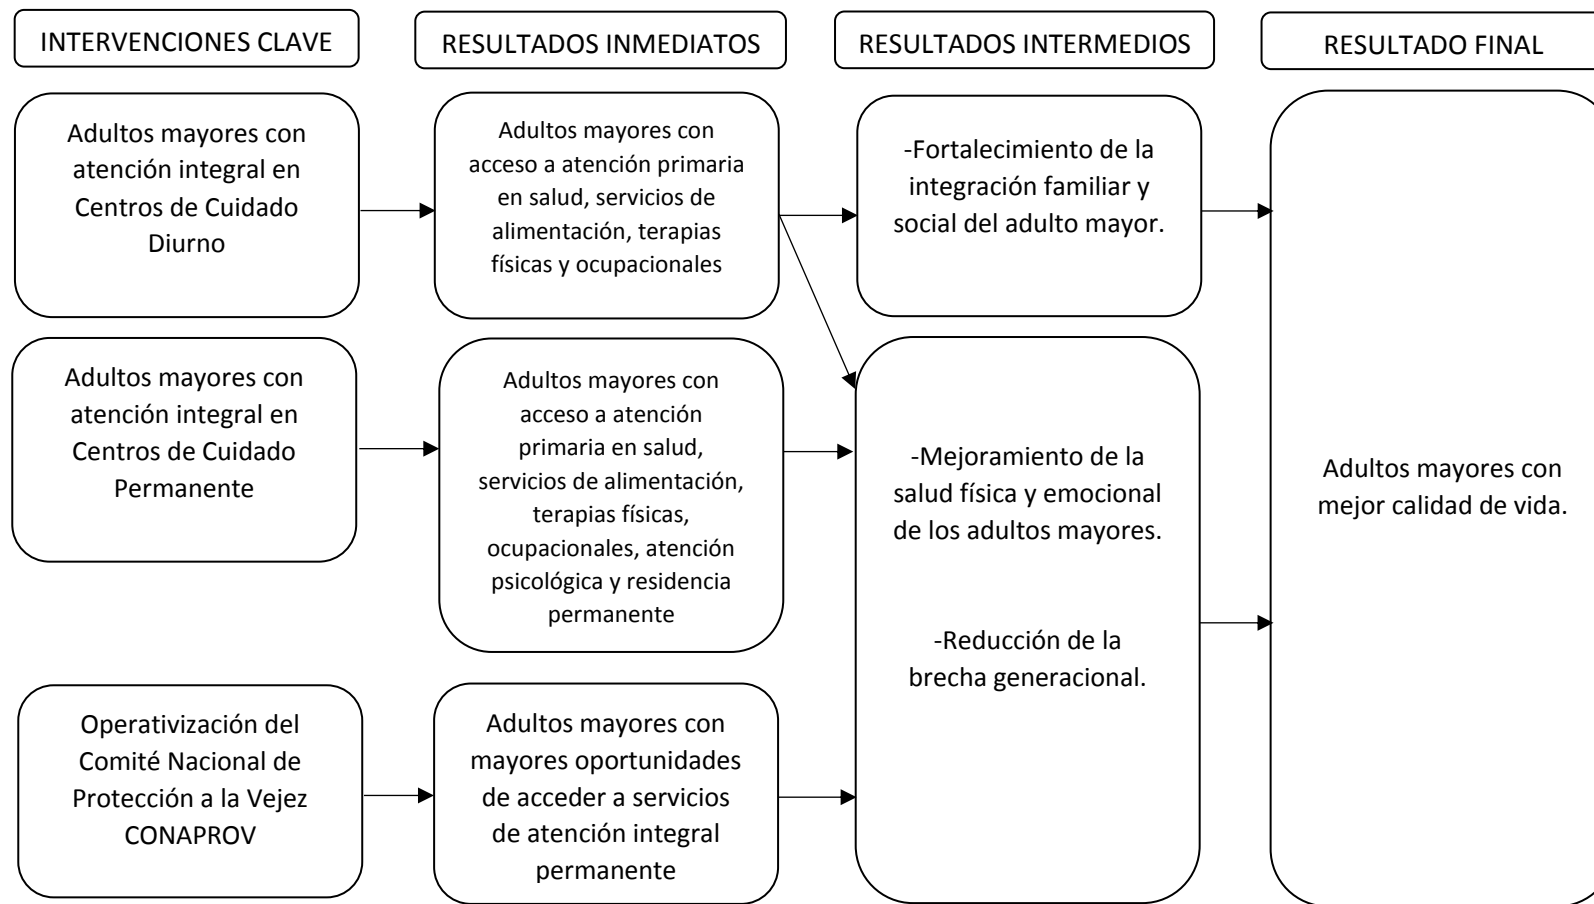 INTERVENCIONES CLAVE
RESULTADOS INMEDIATOS
RESULTADOS INTERMEDIOS
RESULTADO FINAL
Adultos mayores con
atención integral en
Centros de Cuidado
Diurno
Adultos mayores con
acceso a atención primaria
en salud, servicios de
alimentación, terapias
físicas y ocupacionales
-Fortalecimiento de la
integración familiar y
social del adulto mayor.
Adultos mayores con
atención integral en
Centros de Cuidado
Permanente
Adultos mayores con
acceso a atención
primaria en salud,
servicios de alimentación,
terapias físicas,
ocupacionales, atención
psicológica y residencia
permanente
-Mejoramiento de la
salud física y emocional
de los adultos mayores.
-Reducción de la
brecha generacional.
Adultos mayores con
mejor calidad de vida.
Operativización del
Comité Nacional de
Protección a la Vejez
CONAPROV
Adultos mayores con
mayores oportunidades
de acceder a servicios
de atención integral
permanente